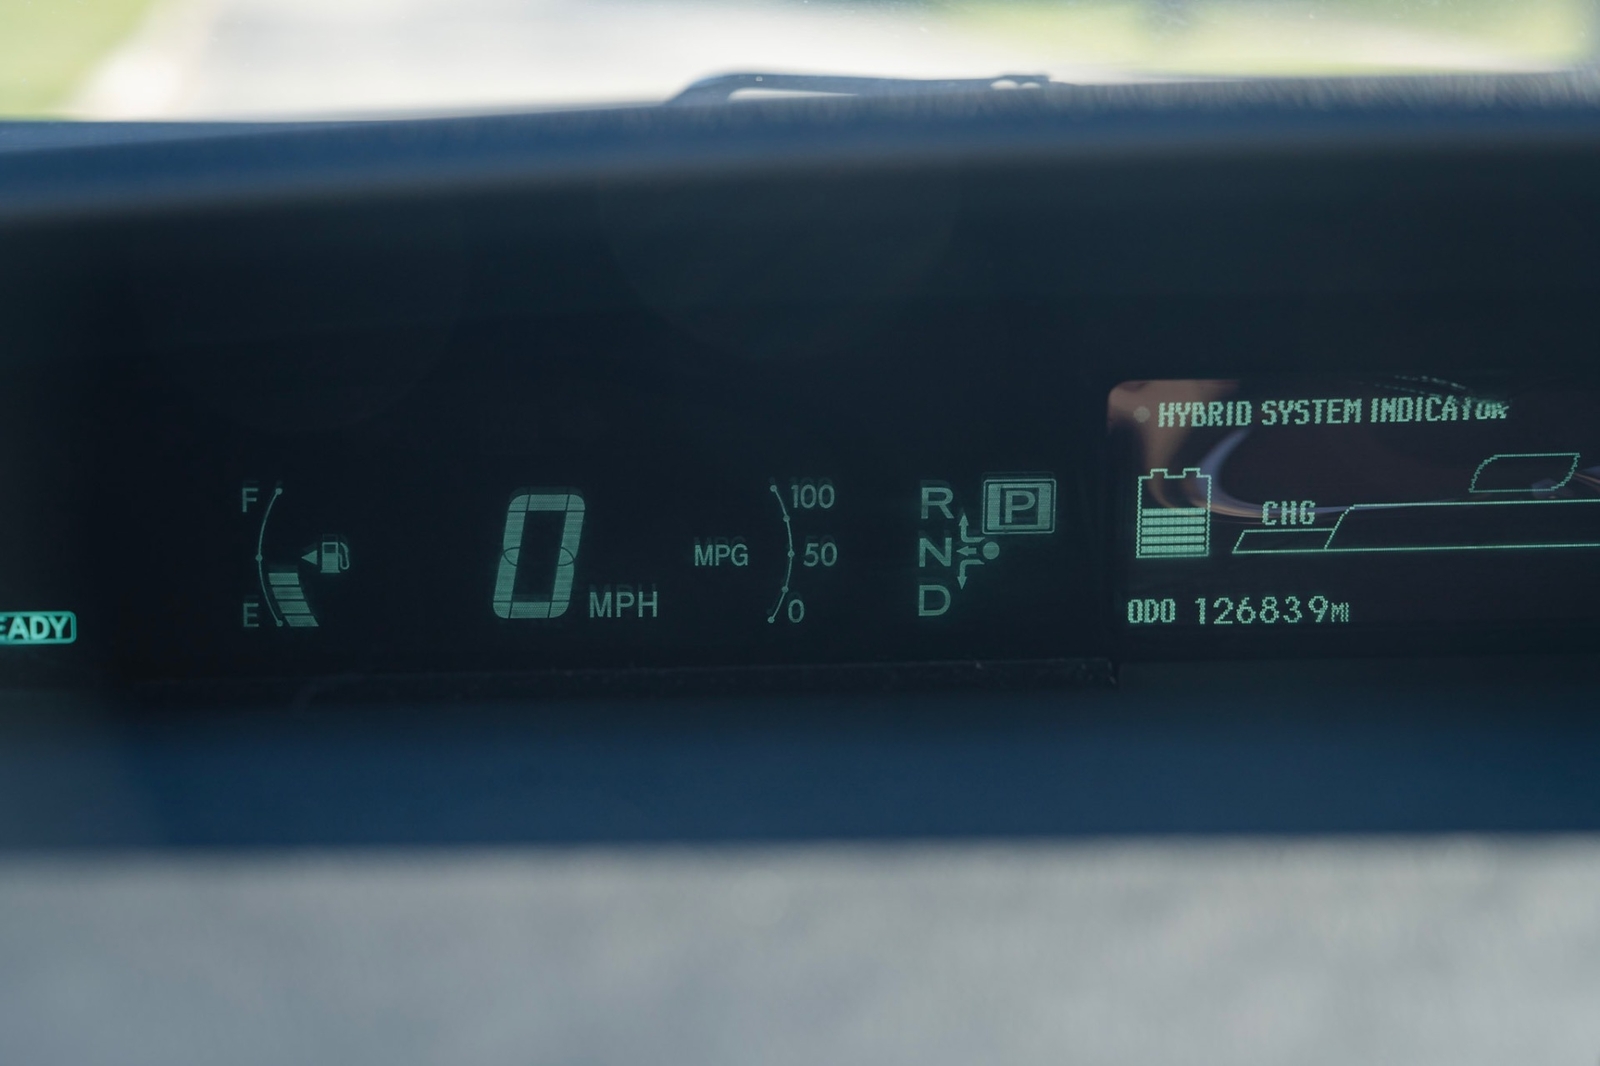 HYBRID SYSTEM INDICATOR
F
100
R
P
CHG
MPG
50
N
0
MPH
E
0
D
ODO 126839MI
EADY